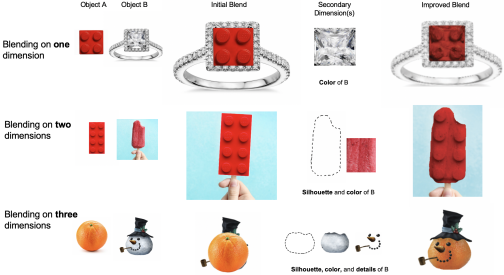 Object A Object B Initial Blend Secondary Dimension(s) Improved Blend
Blending on one dimension
Color of B
Blending on two dimensions
Silhouette and color of B
Blending on three dimensions
Silhouette, color, and details of B